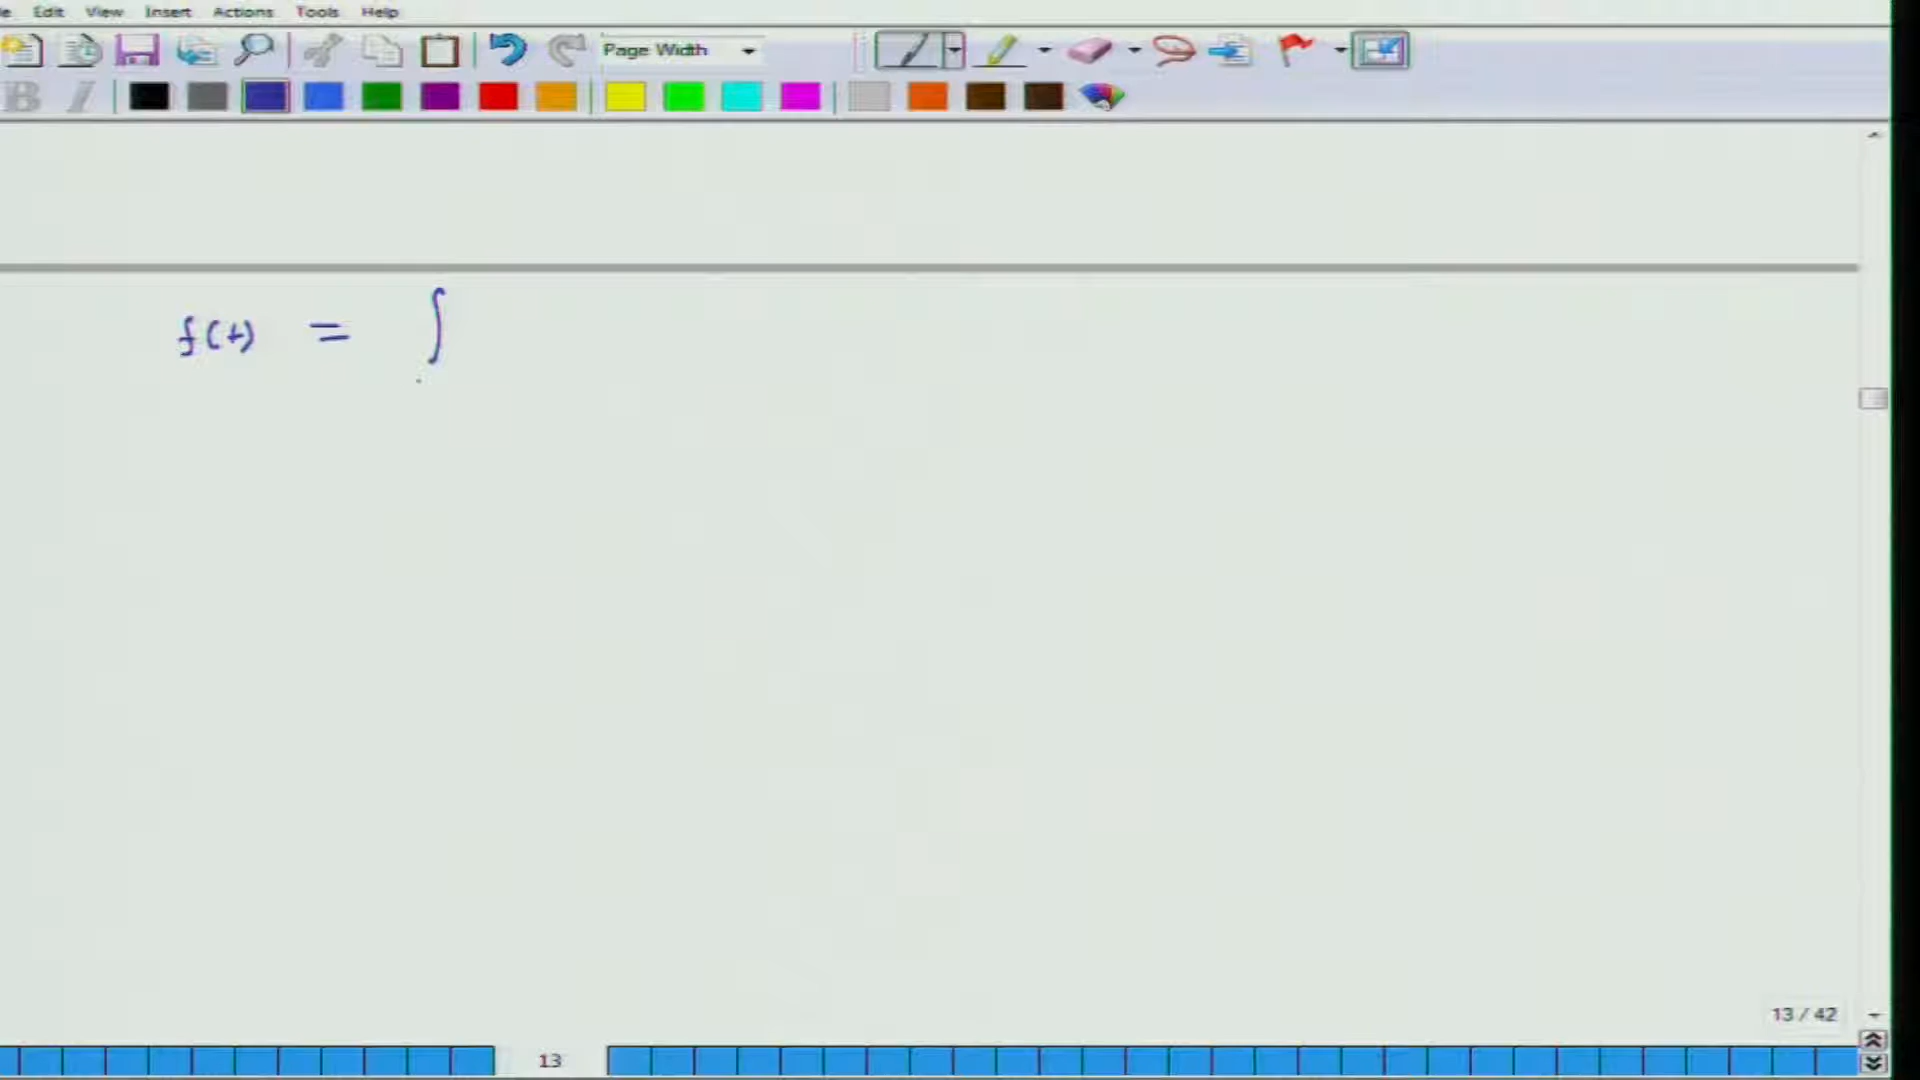 Edit View Insert Actions Tools Help
Page Width
B I
f(t) = ∫
13 / 42
13